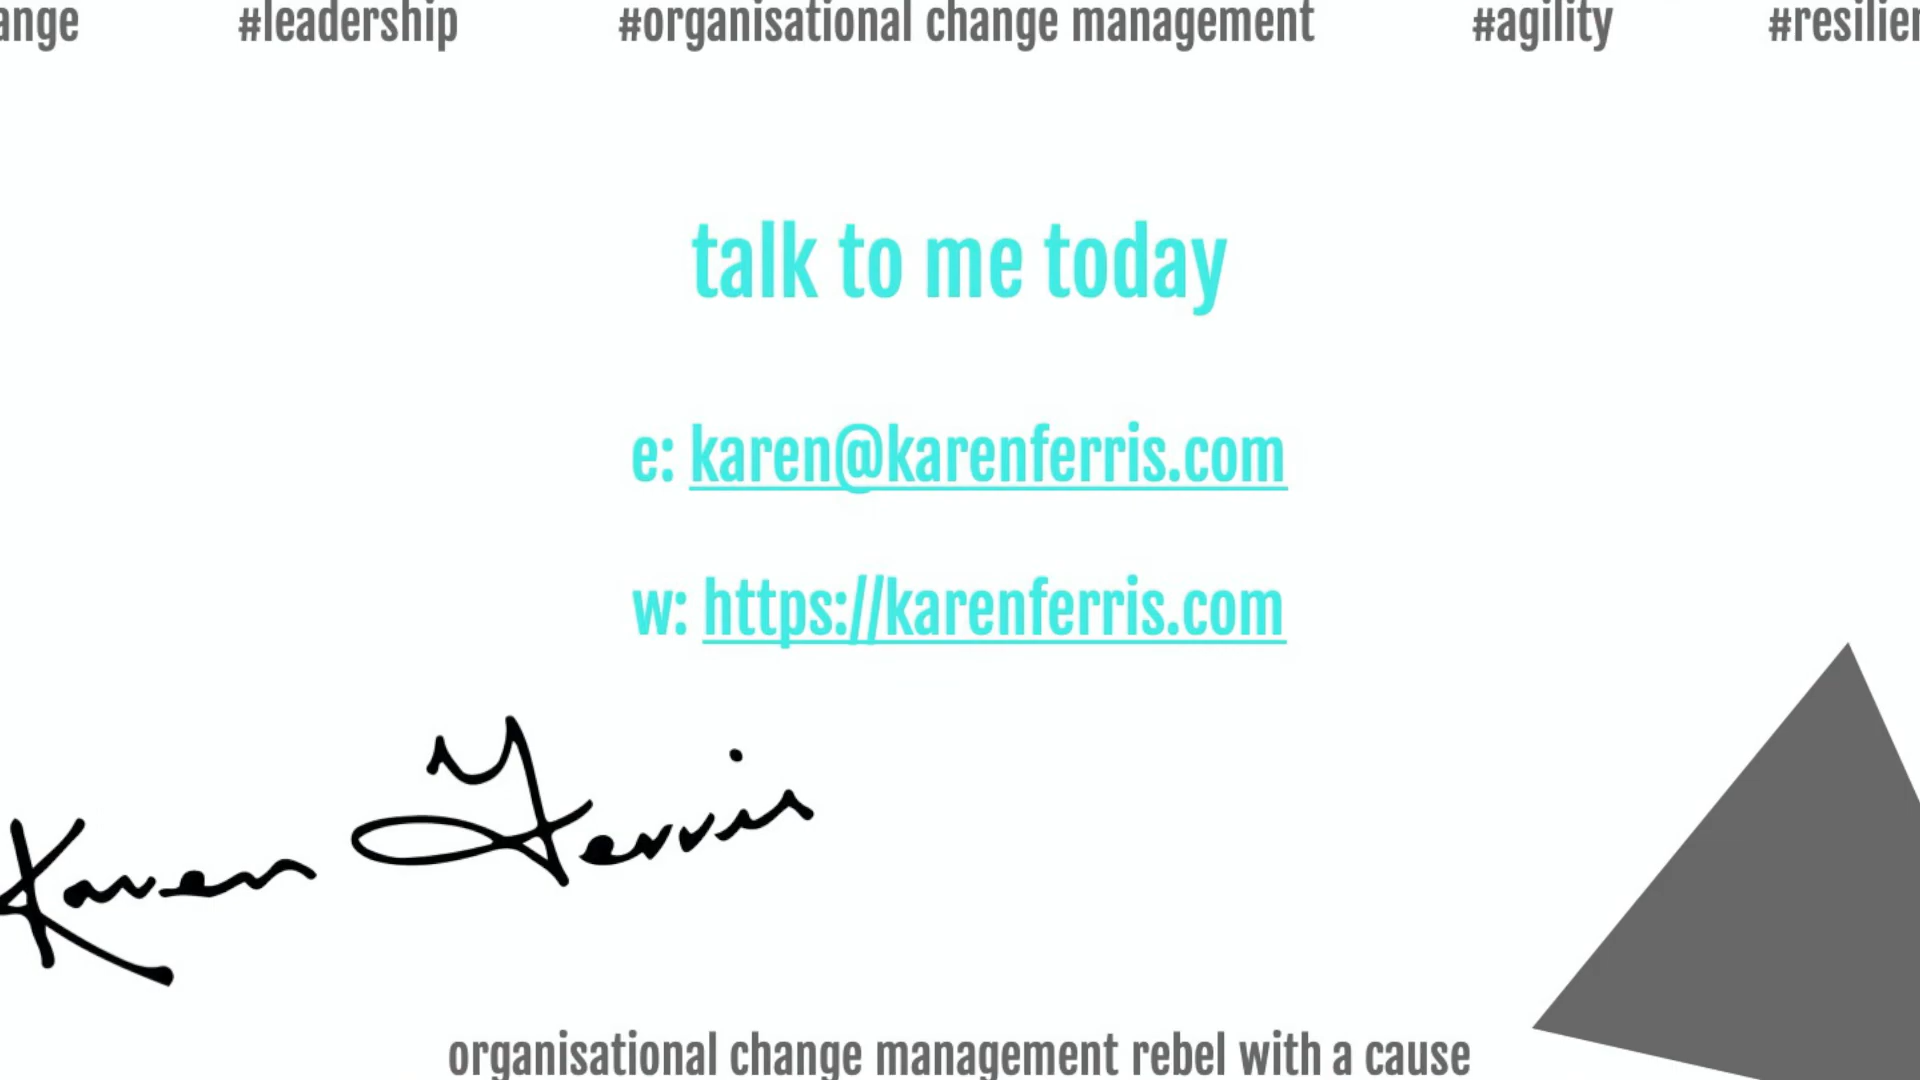 ange #leadership #organisational change management #agility #resilien
talk to me today
e: karen@karenferris.com
w: https://karenferris.com
Karen Ferris
organisational change management rebel with a cause